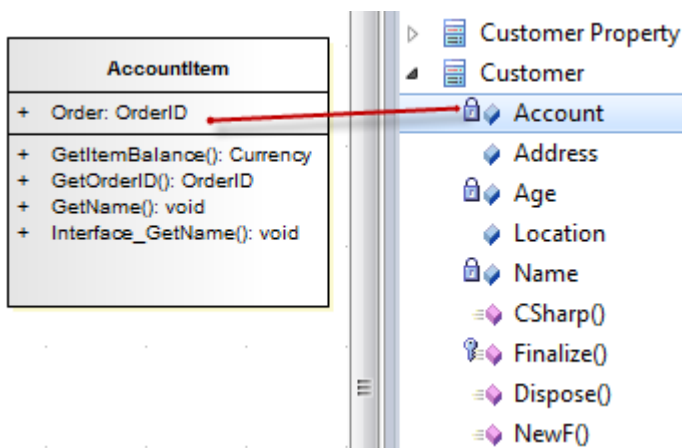 AccountItem
+ Order: OrderID
+ GetItemBalance(): Currency
+ GetOrderID(): OrderID
+ GetName(): void
+ Interface_GetName(): void
Customer Property
Customer
Account
Address
Age
Location
Name
CSharp()
Finalize()
Dispose()
NewF()